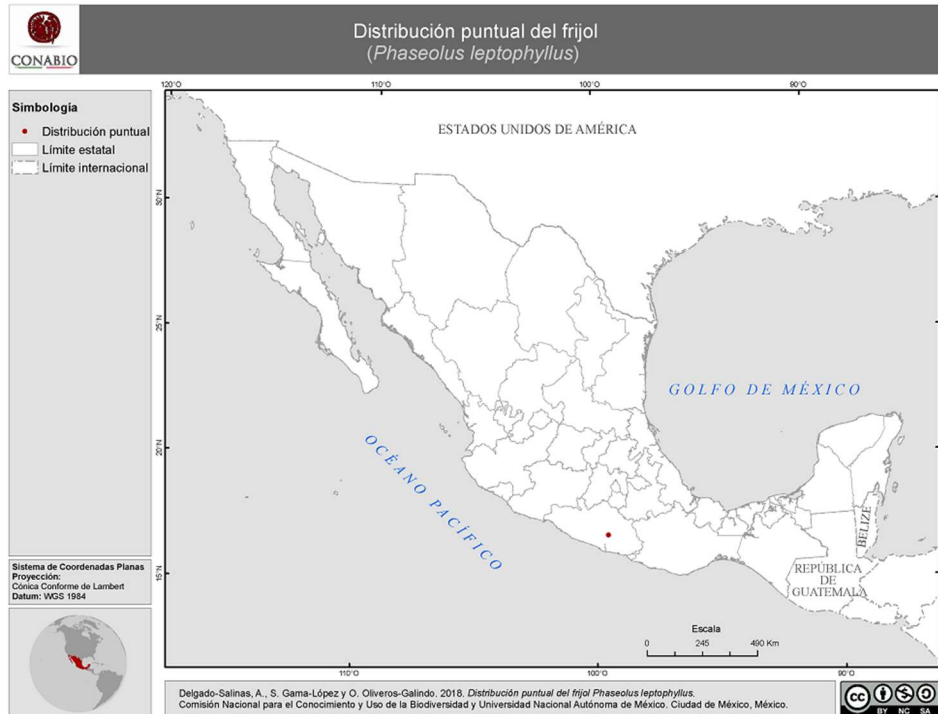 CONABIO
Distribución puntual del frijol
(Phaseolus leptophyllus)
Simbología
Distribución puntual
Límite estatal
Límite internacional
120°O
110°O
100°O
90°O
30°N
25°N
20°N
15°N
ESTADOS UNIDOS DE AMÉRICA
GOLFO DE MÉXICO
OCÉANO PACÍFICO
BELIZE
REPÚBLICA
DE
GUATEMALA
Escala
0 245 490 Km
110°O
100°O
90°O
Sistema de Coordenadas Planas
Proyección:
Cónica Conforme de Lambert
Datum: WGS 1984
Delgado-Salinas, A., S. Gama-López y O. Oliveros-Galindo. 2018. Distribución puntual del frijol Phaseolus leptophyllus.
Comisión Nacional para el Conocimiento y Uso de la Biodiversidad y Universidad Nacional Autónoma de México. Ciudad de México, México.
cc
BY NC SA